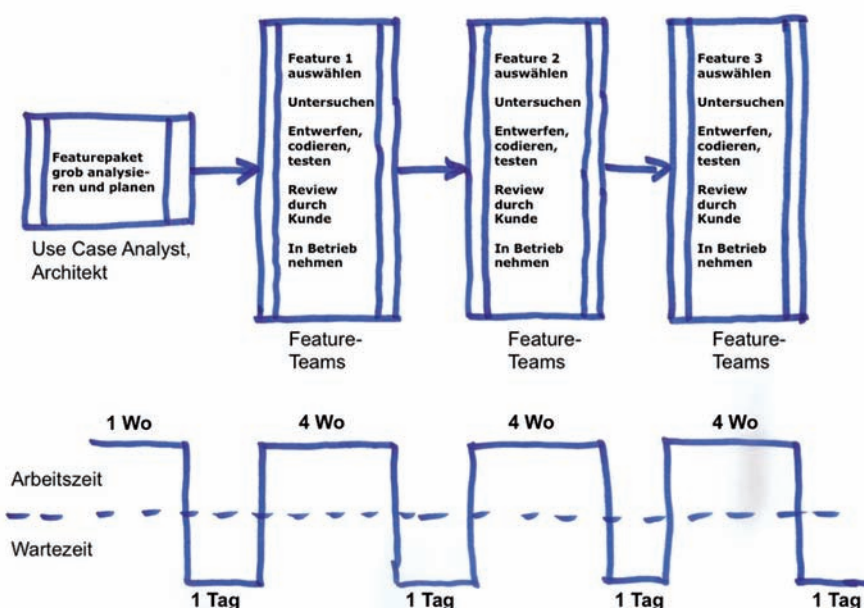 Featurepaket
grob analysie-
ren und planen
Use Case Analyst,
Architekt
Feature 1
auswählen
Untersuchen
Entwerfen,
codieren,
testen
Review
durch
Kunde
In Betrieb
nehmen
Feature-
Teams
Feature 2
auswählen
Untersuchen
Entwerfen,
codieren,
testen
Review
durch
Kunde
In Betrieb
nehmen
Feature-
Teams
Feature 3
auswählen
Untersuchen
Entwerfen,
codieren,
testen
Review
durch
Kunde
In Betrieb
nehmen
Feature-
Teams
1 Wo
4 Wo
4 Wo
4 Wo
Arbeitszeit
Wartezeit
1 Tag
1 Tag
1 Tag
1 Tag